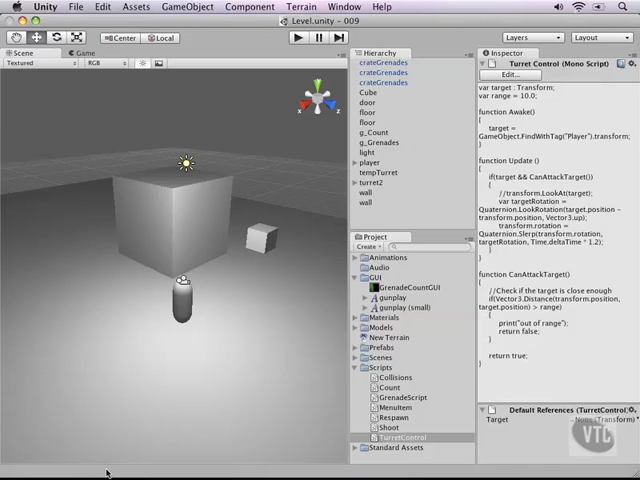 Unity File Edit Assets GameObject Component Terrain Window Help
Level.unity - 009
Center Local Layers Layout
Scene Game
Textured RGB
y
x z
Hierarchy
crateGrenades
crateGrenades
crateGrenades
Cube
door
floor
floor
g_Count
g_Grenades
light
player
tempTurret
turret2
wall
wall
Project
Create
Animations
Audio
GUI
GrenadeCountGUI
gunplay
gunplay (small)
Materials
Models
New Terrain
Prefabs
Scenes
Scripts
Collisions
Count
GrenadeScript
MenuItem
Respawn
Shoot
TurretControl
Standard Assets
Inspector
Turret Control (Mono Script)
Edit...
var target : Transform;
var range = 10.0;
function Awake()
{
target =
GameObject.FindWithTag("Player").transform;
}
function Update ()
{
if(target && CanAttackTarget())
{
//transform.LookAt(target);
var targetRotation =
Quaternion.LookRotation(target.position -
transform.position, Vector3.up);
transform.rotation =
Quaternion.Slerp(transform.rotation,
targetRotation, Time.deltaTime * 1.2);
}
}
function CanAttackTarget()
{
//Check if the target is close enough
if(Vector3.Distance(transform.position,
target.position) > range)
{
print("out of range");
return false;
}
return true;
}
Default References (TurretControl)
Target None (Transform)
VTC